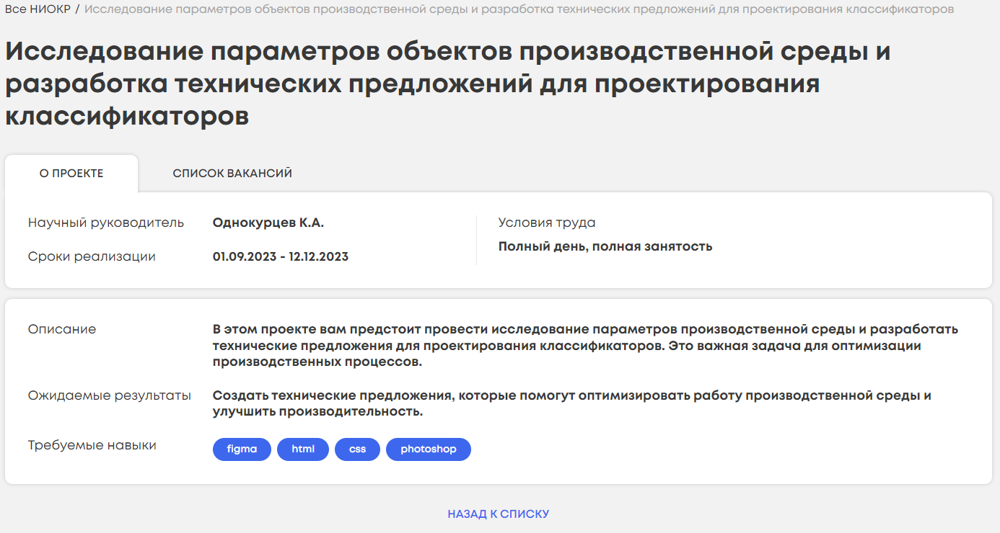 Все НИОКР / Исследование параметров объектов производственной среды и разработка технических предложений для проектирования классификаторов
Исследование параметров объектов производственной среды и
разработка технических предложений для проектирования
классификаторов
О ПРОЕКТЕ
СПИСОК ВАКАНСИЙ
Научный руководитель
Однокурцев К.А.
Сроки реализации
01.09.2023 - 12.12.2023
Условия труда
Полный день, полная занятость
Описание
В этом проекте вам предстоит провести исследование параметров производственной среды и разработать
технические предложения для проектирования классификаторов. Это важная задача для оптимизации
производственных процессов.
Ожидаемые результаты
Создать технические предложения, которые помогут оптимизировать работу производственной среды и
улучшить производительность.
Требуемые навыки
figma html css photoshop
НАЗАД К СПИСКУ